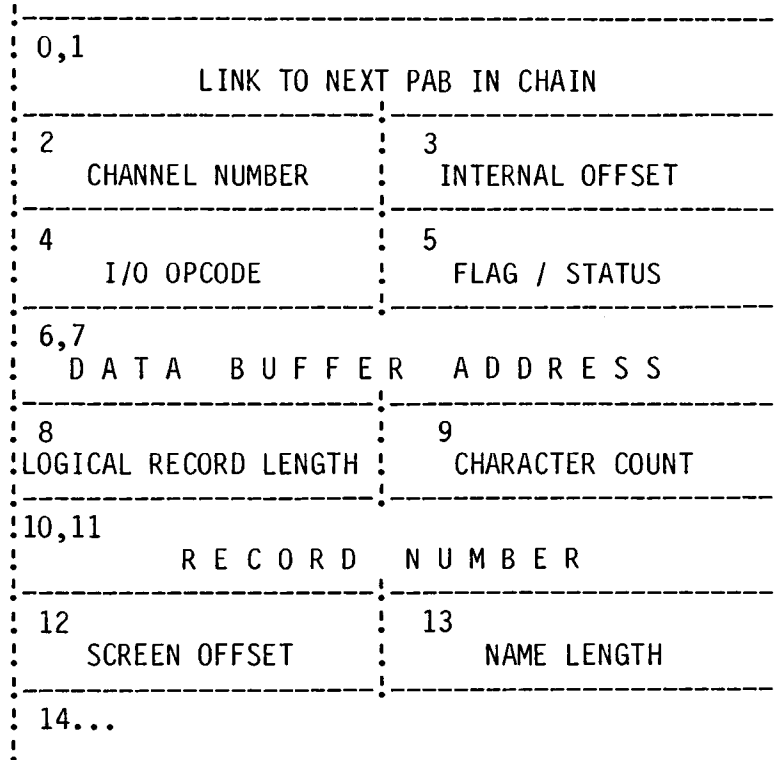 0,1
LINK TO NEXT PAB IN CHAIN
2 3
CHANNEL NUMBER INTERNAL OFFSET
4 5
I/O OPCODE FLAG / STATUS
6,7
D A T A B U F F E R A D D R E S S
8 9
LOGICAL RECORD LENGTH CHARACTER COUNT
10,11
R E C O R D N U M B E R
12 13
SCREEN OFFSET NAME LENGTH
14...